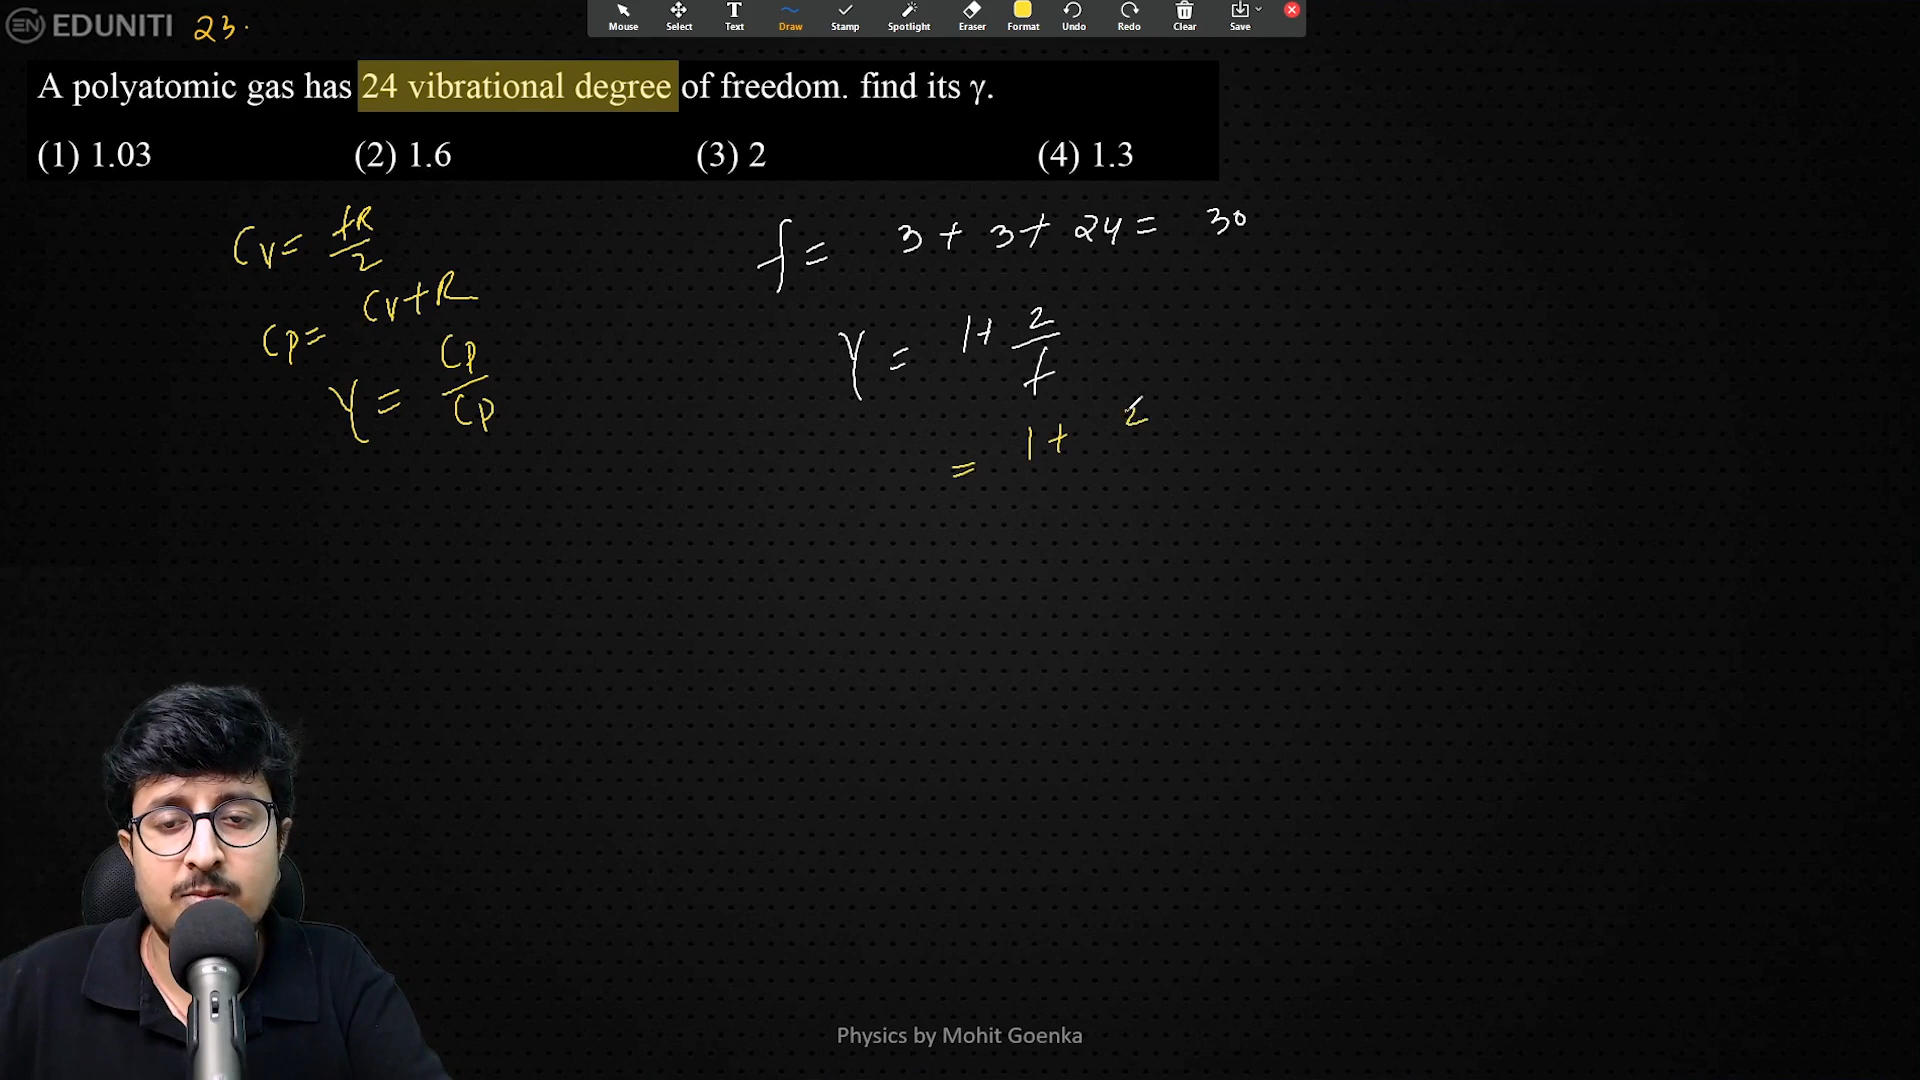 EN EDUNITI 23.
Mouse Select Text Draw Stamp Spotlight Eraser Format Undo Redo Clear Save
A polyatomic gas has 24 vibrational degree of freedom. find its γ.
(1) 1.03 (2) 1.6 (3) 2 (4) 1.3
Cv = fR/2
Cp = Cv+R
γ = Cp/Cp
f = 3 + 3 + 24 = 30
γ = 1+ 2/f
= 1+ 2
Physics by Mohit Goenka